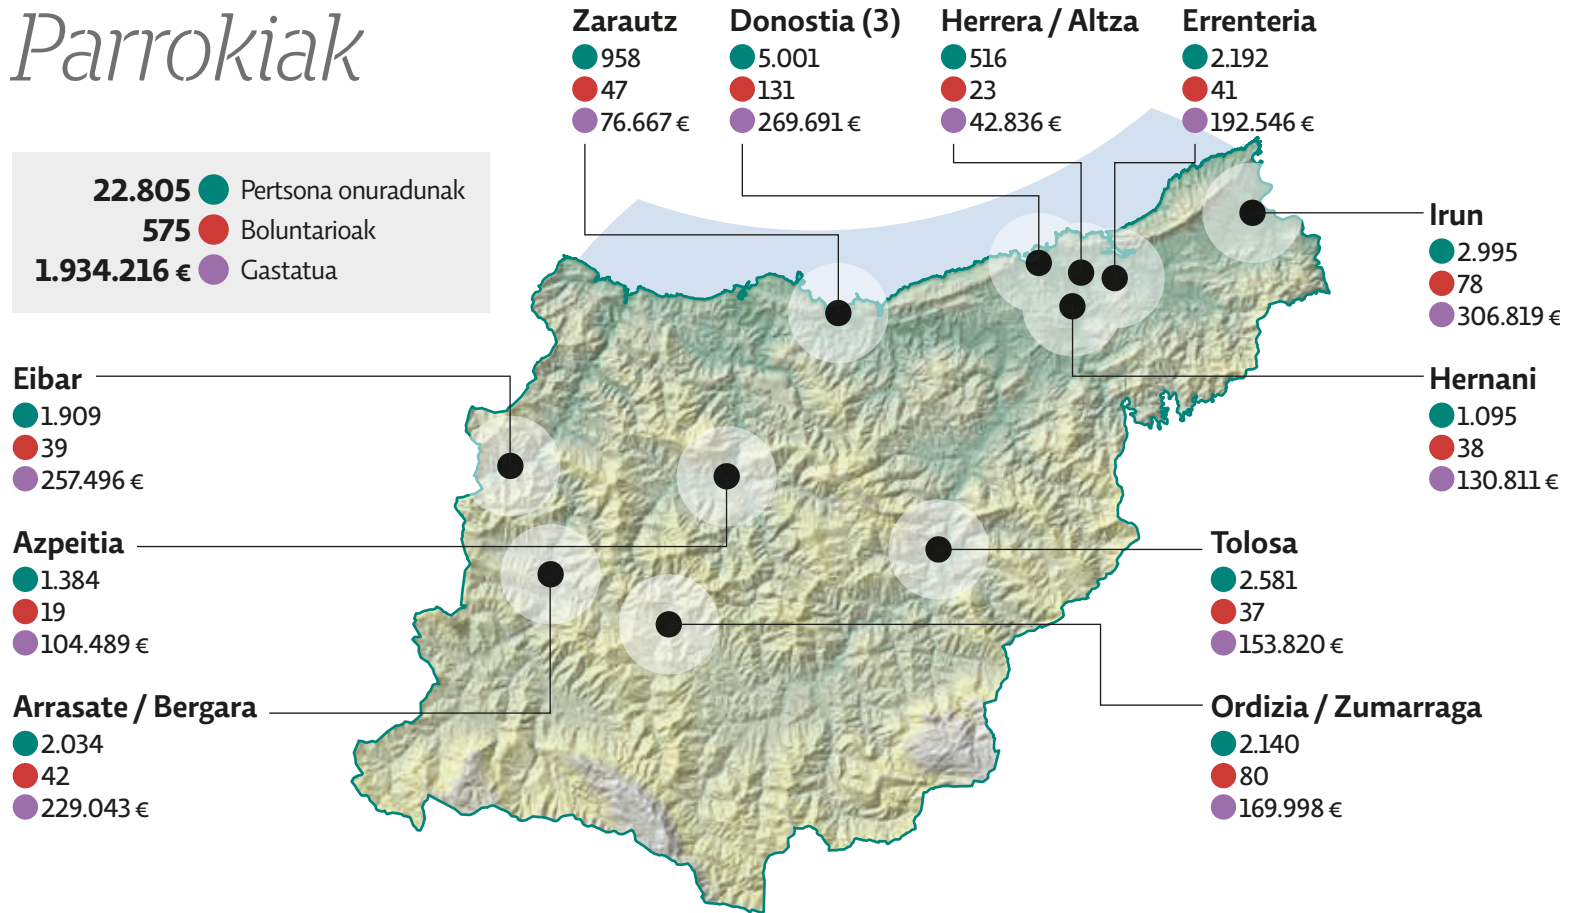 Parrokiak
22.805 Pertsona onuradunak
575 Boluntarioak
1.934.216 € Gastatua
Zarautz
958
47
76.667 €
Donostia (3)
5.001
131
269.691 €
Herrera / Altza
516
23
42.836 €
Errenteria
2.192
41
192.546 €
Irun
2.995
78
306.819 €
Hernani
1.095
38
130.811 €
Eibar
1.909
39
257.496 €
Azpeitia
1.384
19
104.489 €
Arrasate / Bergara
2.034
42
229.043 €
Tolosa
2.581
37
153.820 €
Ordizia / Zumarraga
2.140
80
169.998 €